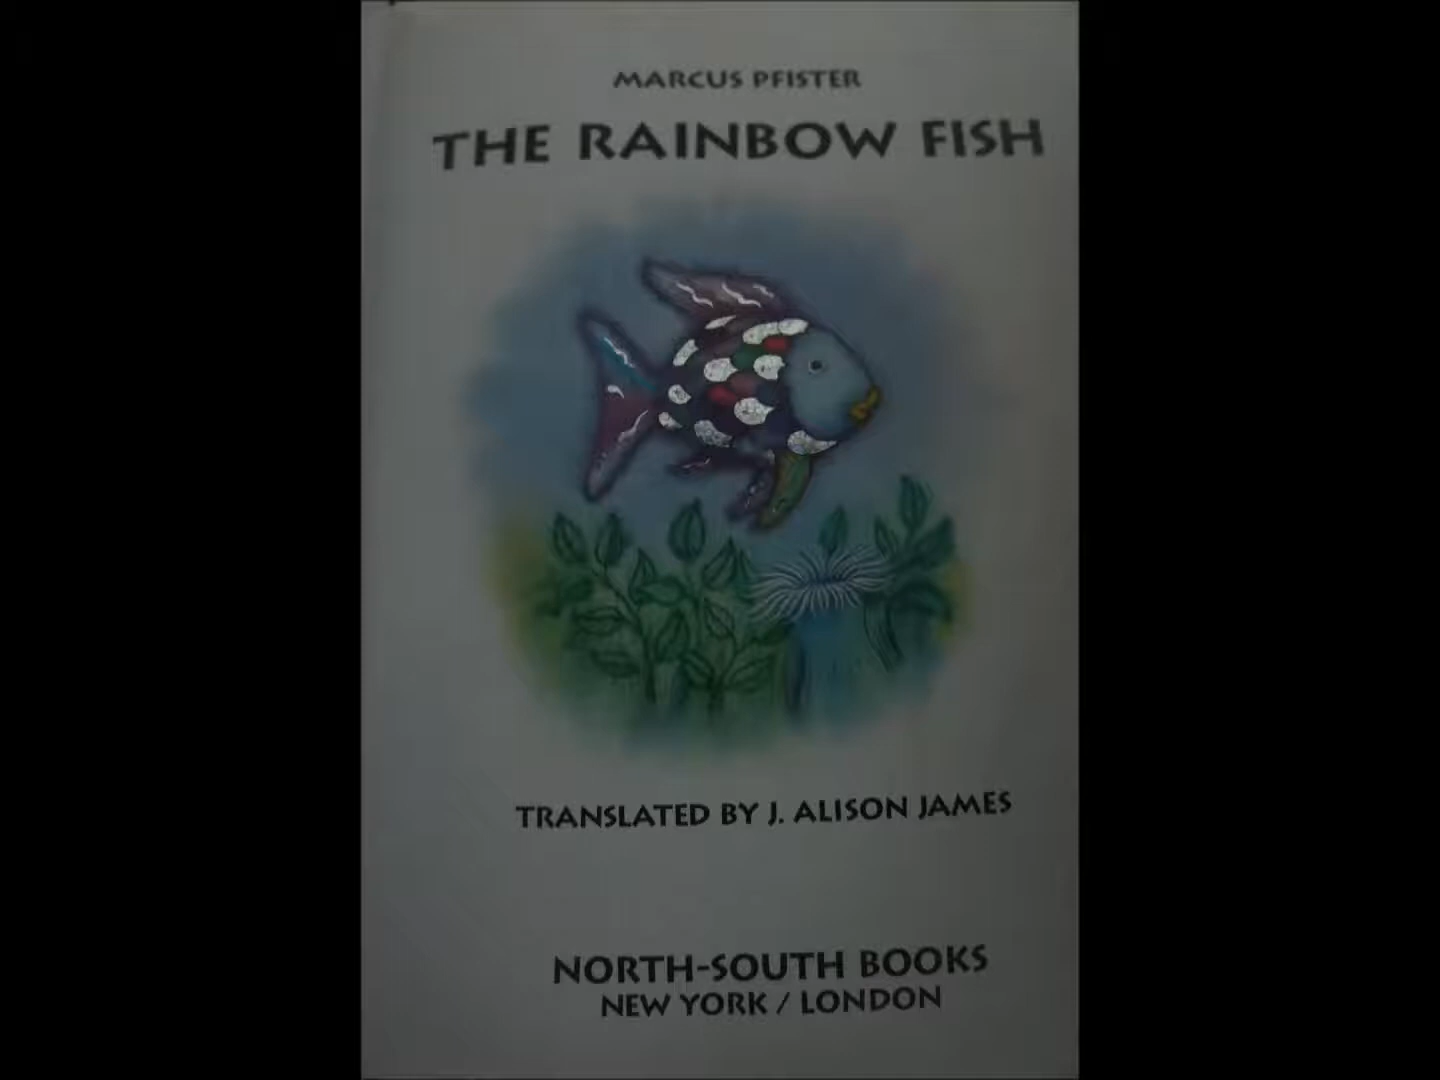 MARCUS PFISTER
THE RAINBOW FISH
TRANSLATED BY J. ALISON JAMES
NORTH-SOUTH BOOKS
NEW YORK / LONDON